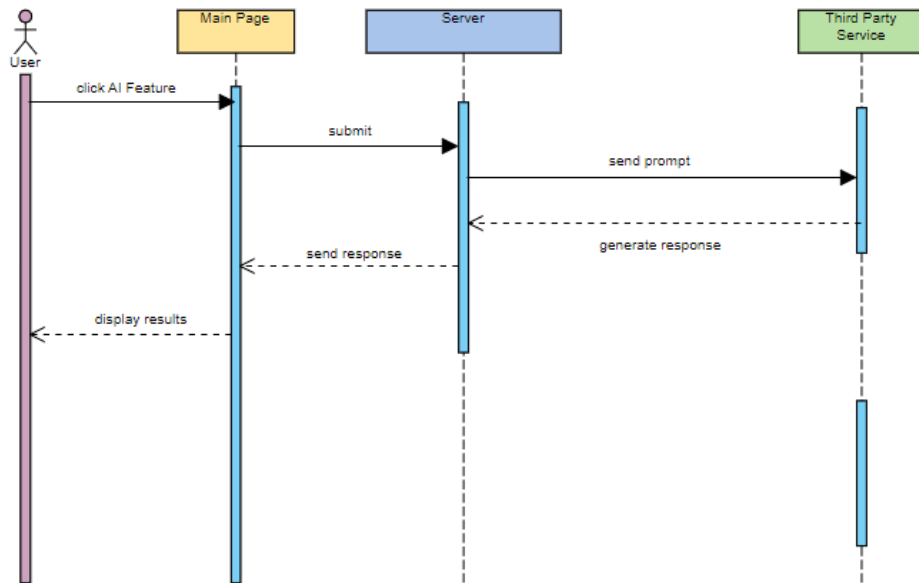 Main Page
Server
Third Party
Service
User
click AI Feature
submit
send prompt
generate response
send response
display results